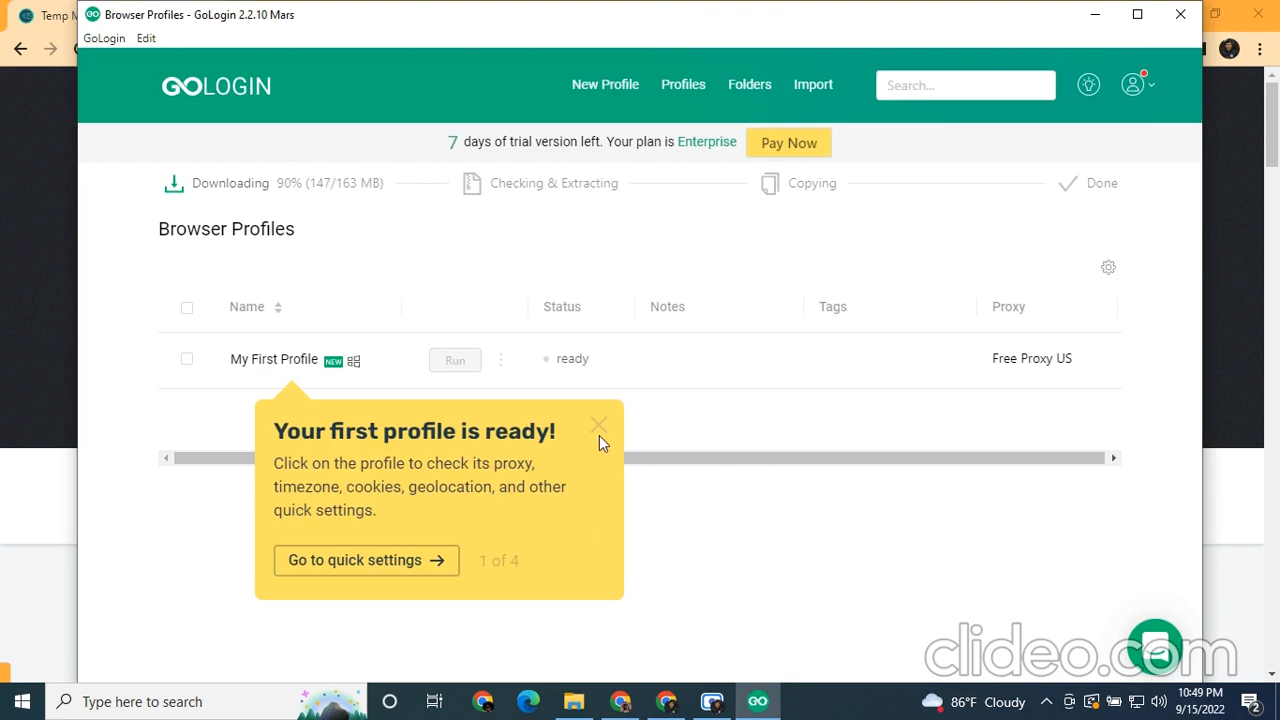 Temp M
Browser Profiles - GoLogin 2.2.10 Mars
GoLogin Edit
GOLOGIN
New Profile Profiles Folders Import Search...
7 days of trial version left. Your plan is Enterprise Pay Now
Downloading 90% (147/163 MB) Checking & Extracting Copying Done
Browser Profiles
Name Status Notes Tags Proxy
My First Profile NEW Run ready Free Proxy US
Your first profile is ready!
Click on the profile to check its proxy,
timezone, cookies, geolocation, and other
quick settings.
Go to quick settings → 1 of 4
clideo.com
Type here to search
GO
86°F Cloudy
10:49 PM
9/15/2022
2